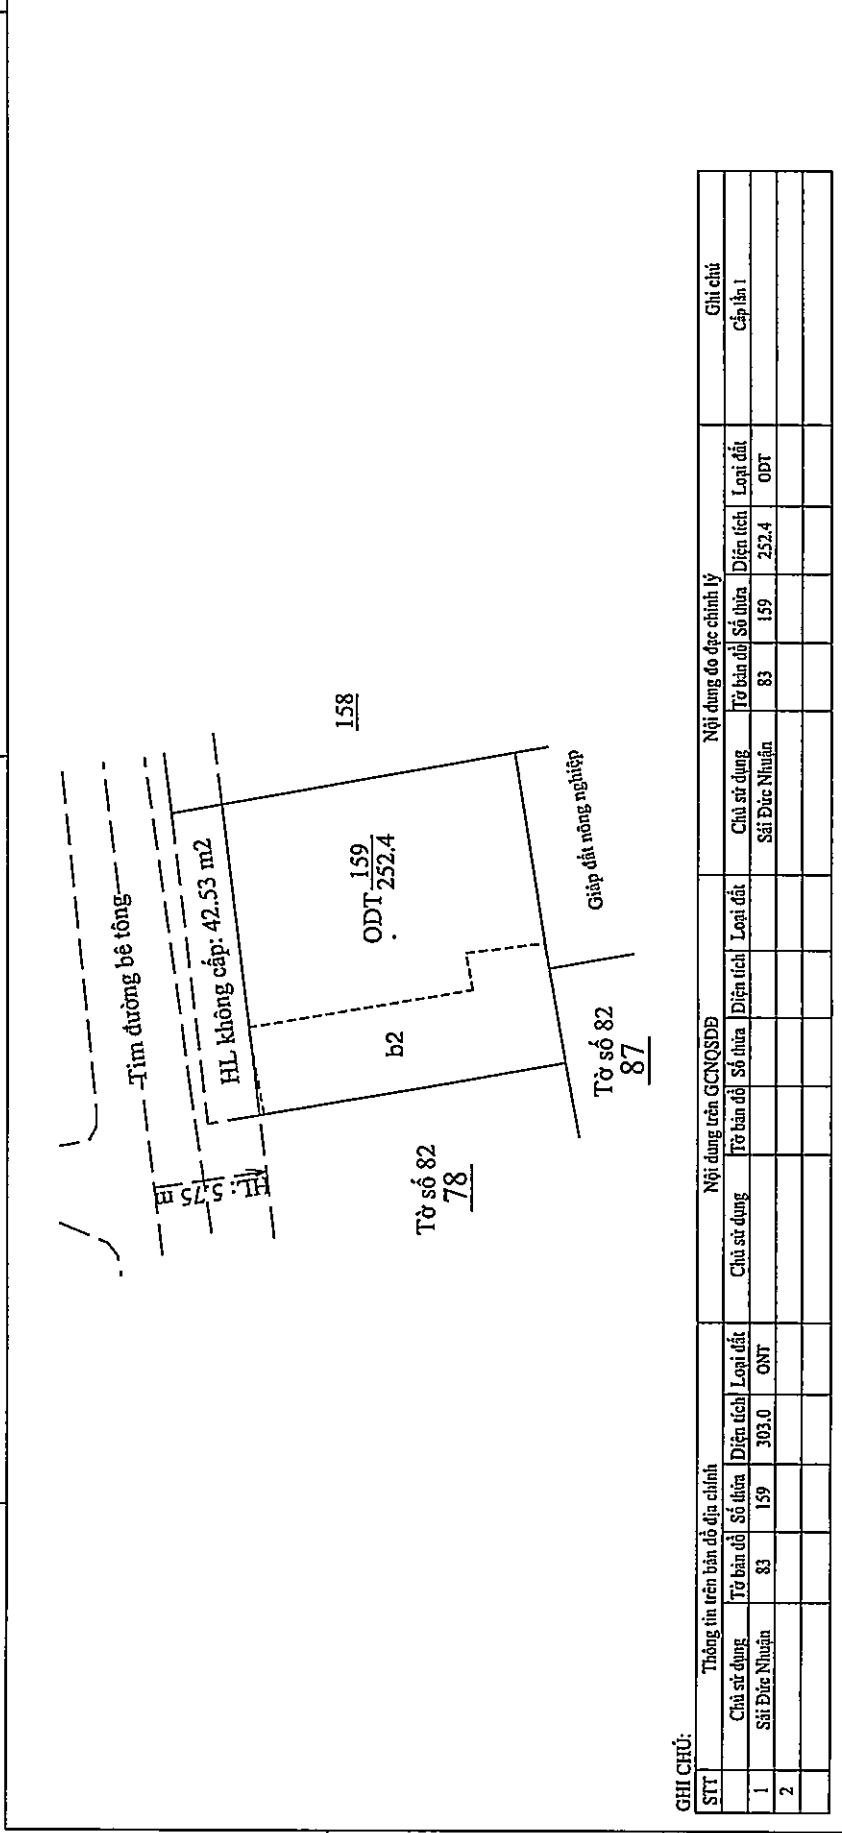 Tim đường bê tông
HL: 5.75 m
HL không cấp: 42.53 m2
158
ODT 159
252.4
b2
Tờ số 82
78
Giáp đất nông nghiệp
Tờ số 82
87
GHI CHÚ:
STT Thông tin trên bản đồ địa chính Nội dung trên GCNQSDĐ Nội dung đo đạc chỉnh lý Ghi chú
Chủ sử dụng Tờ bản đồ Số thửa Diện tích Loại đất Chủ sử dụng Tờ bản đồ Số thửa Diện tích Loại đất Chủ sử dụng Tờ bản đồ Số thửa Diện tích Loại đất Cấp lần 1
1 Sái Đức Nhuận 83 159 303.0 ONT Sái Đức Nhuận 83 159 252.4 ODT
2